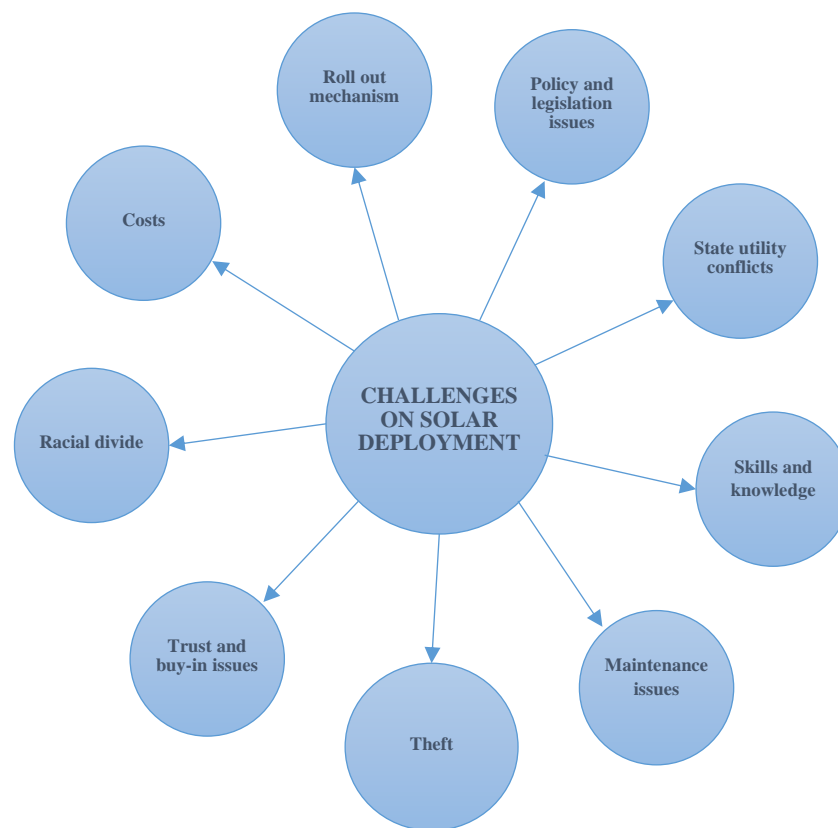 Roll out
mechanism
Policy and
legislation
issues
Costs
State utility
conflicts
CHALLENGES
ON SOLAR
DEPLOYMENT
Racial divide
Skills and
knowledge
Trust and
buy-in issues
Maintenance
issues
Theft